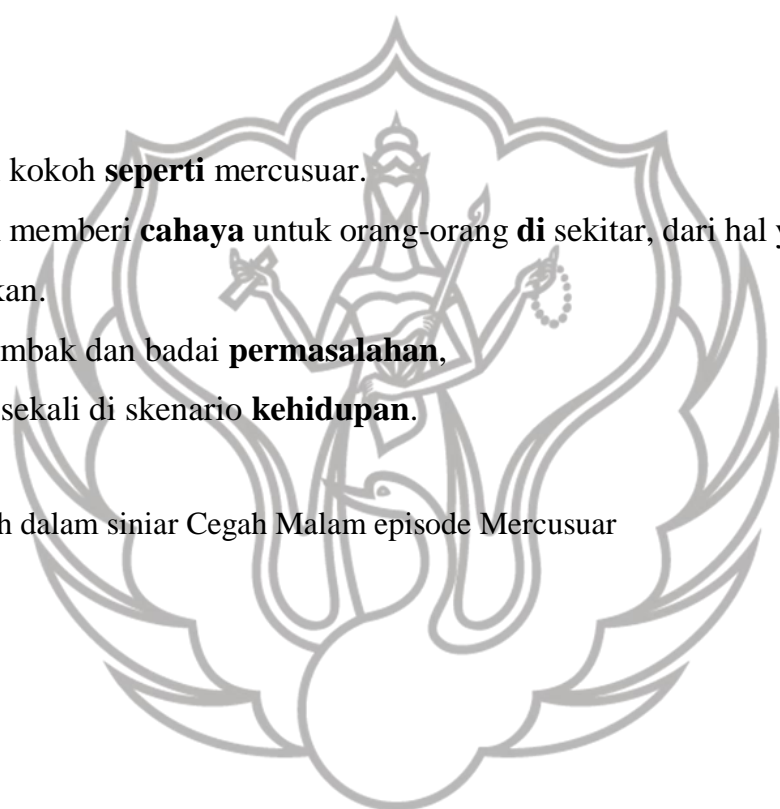 kokoh seperti mercusuar.
memberi cahaya untuk orang-orang di sekitar, dari hal
kan.
mbak dan badai permasalahan,
sekali di skenario kehidupan.
h dalam siniar Cegah Malam episode Mercusuar